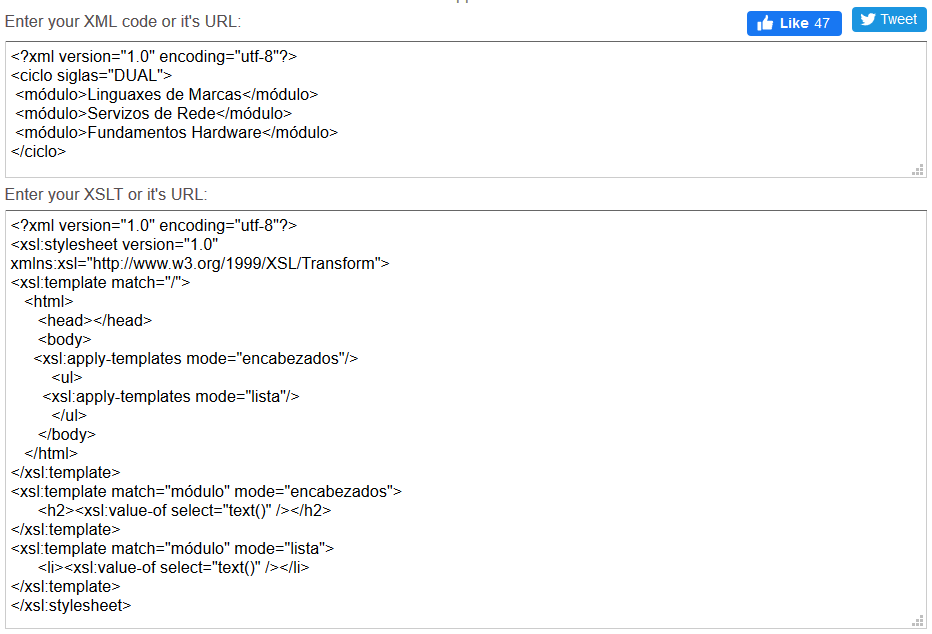 Enter your XML code or it's URL:
Like 47
Tweet
<?xml version="1.0" encoding="utf-8"?>
<ciclo siglas="DUAL">
<módulo>Linguaxes de Marcas</módulo>
<módulo>Servizos de Rede</módulo>
<módulo>Fundamentos Hardware</módulo>
</ciclo>
Enter your XSLT or it's URL:
<?xml version="1.0" encoding="utf-8"?>
<xsl:stylesheet version="1.0"
xmlns:xsl="http://www.w3.org/1999/XSL/Transform">
<xsl:template match="/">
<html>
<head></head>
<body>
<xsl:apply-templates mode="encabezados"/>
<ul>
<xsl:apply-templates mode="lista"/>
</ul>
</body>
</html>
</xsl:template>
<xsl:template match="módulo" mode="encabezados">
<h2><xsl:value-of select="text()" /></h2>
</xsl:template>
<xsl:template match="módulo" mode="lista">
<li><xsl:value-of select="text()" /></li>
</xsl:template>
</xsl:stylesheet>